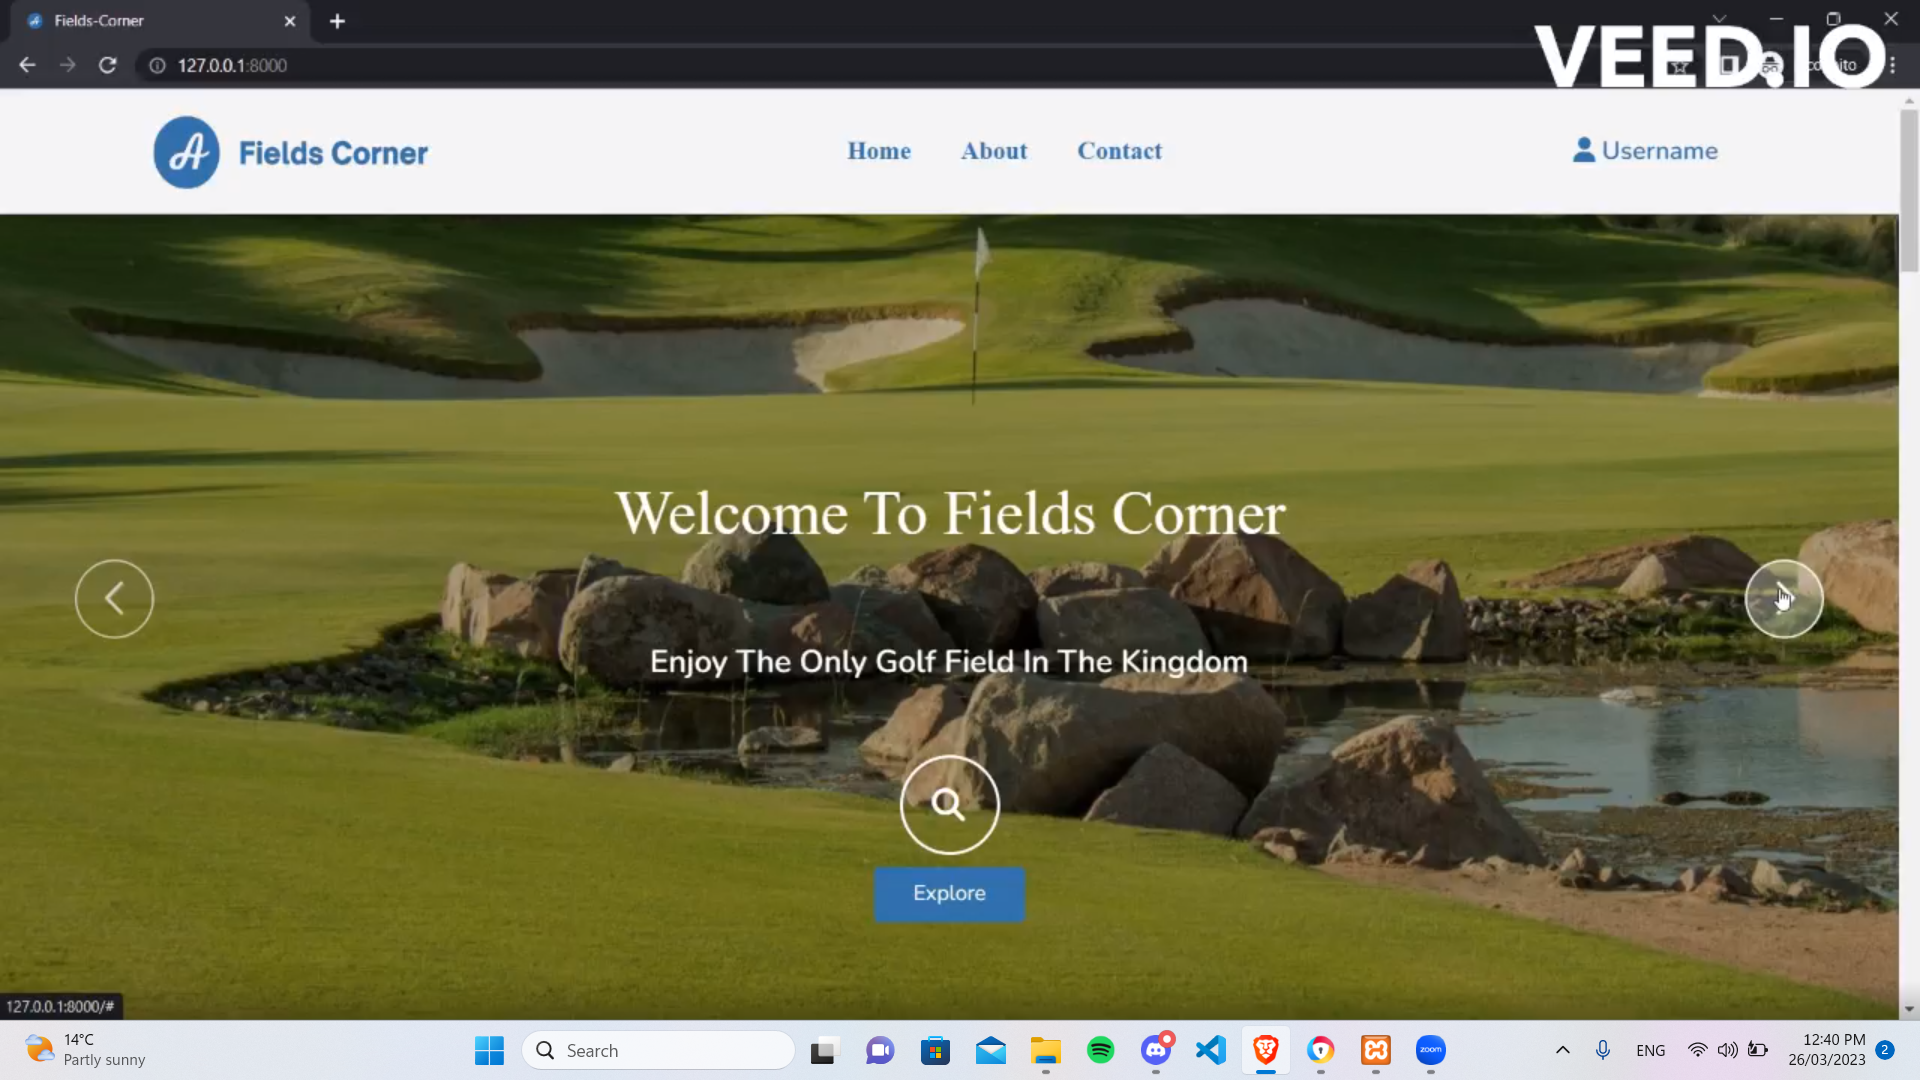 Fields-Corner
127.0.0.1:8000
VEED.IO
A Fields Corner
Home
About
Contact
Username
Welcome To Fields Corner
Enjoy The Only Golf Field In The Kingdom
Explore
127.0.0.1:8000/#
14°C
Partly sunny
Search
zoom
ENG
12:40 PM
26/03/2023
2